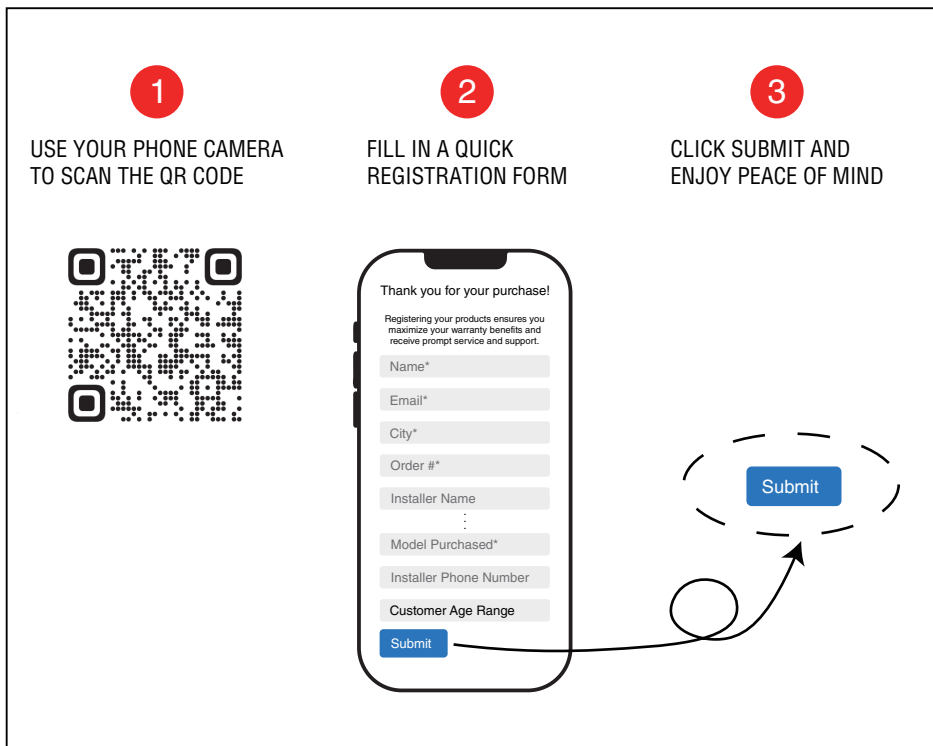 1
USE YOUR PHONE CAMERA
TO SCAN THE QR CODE
2
FILL IN A QUICK
REGISTRATION FORM
3
CLICK SUBMIT AND
ENJOY PEACE OF MIND
Thank you for your purchase!
Registering your products ensures you
maximize your warranty benefits and
receive prompt service and support.
Name*
Email*
City*
Order #*
Installer Name
Model Purchased*
Installer Phone Number
Customer Age Range
Submit
Submit